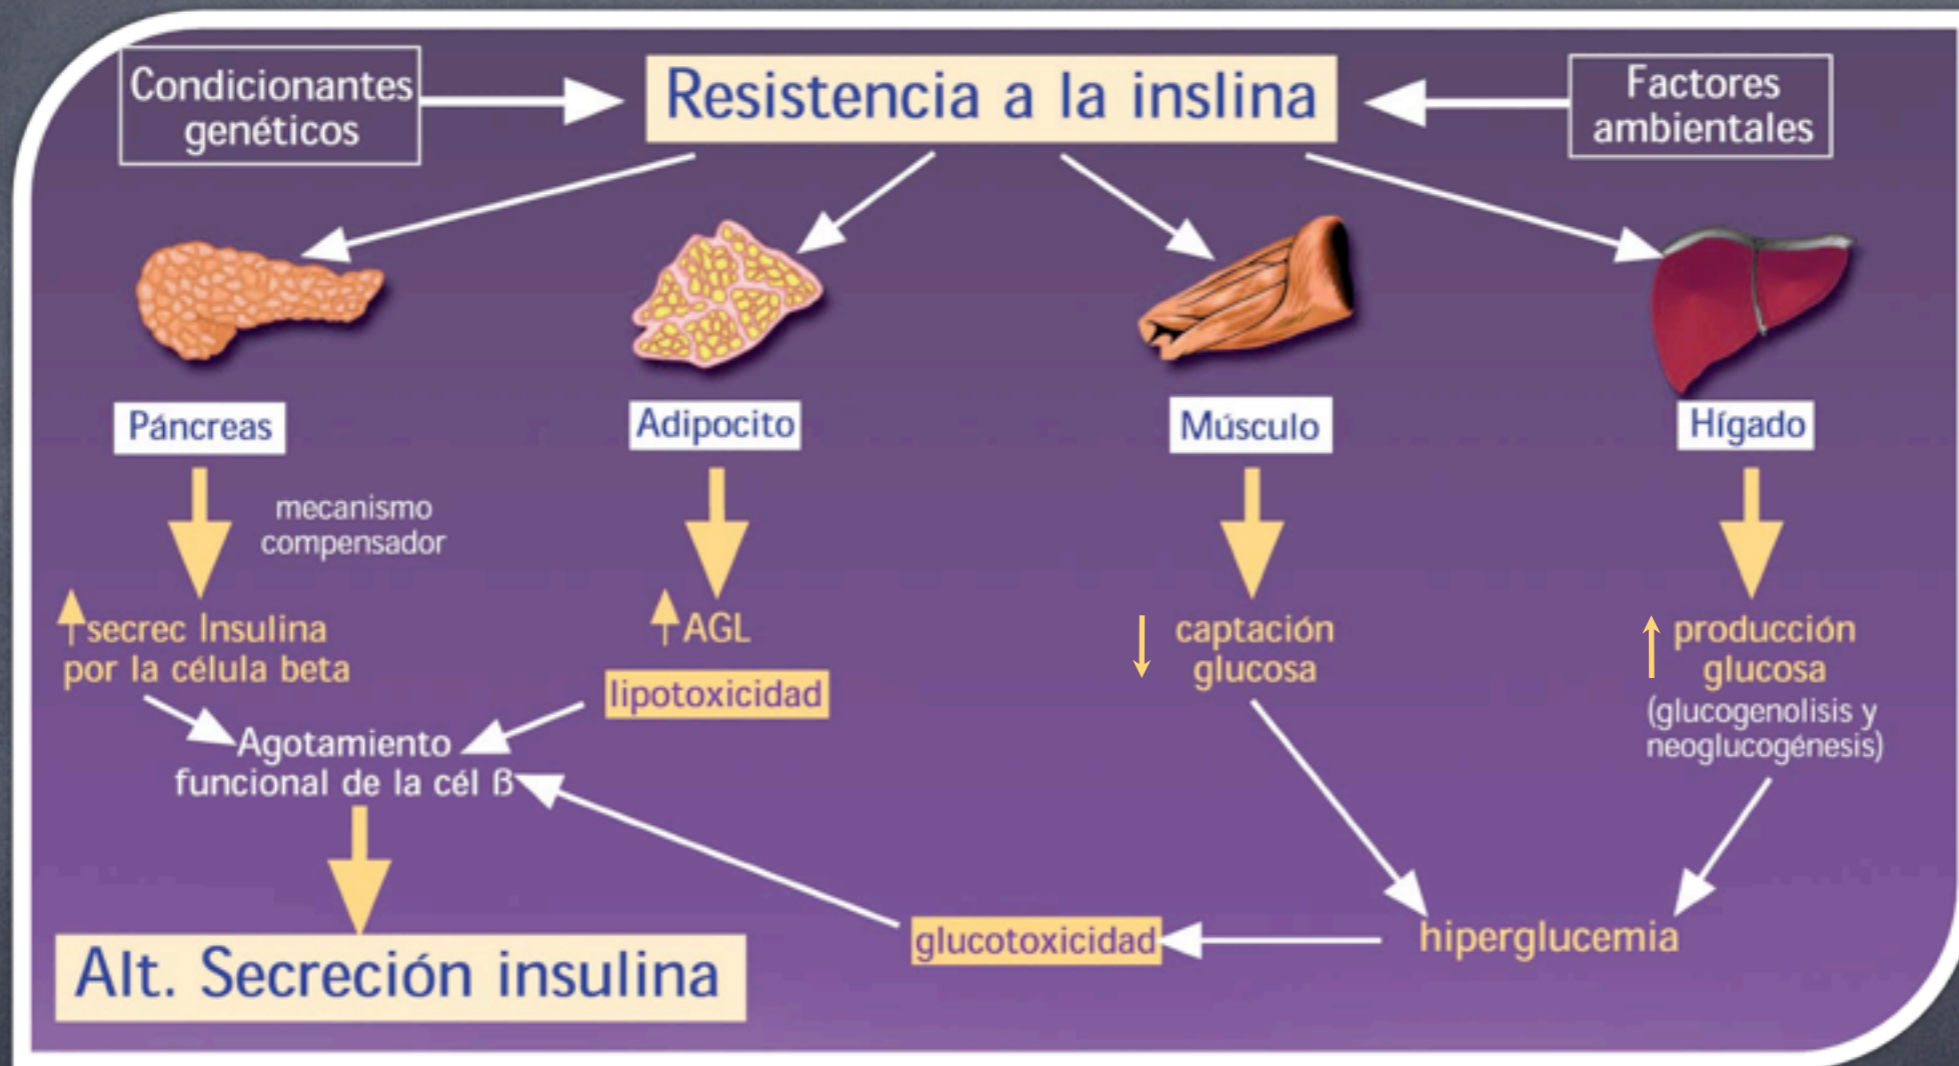 Condicionantes
genéticos
Resistencia a la inslina
Factores
ambientales
Páncreas
Adipocito
Músculo
Hígado
mecanismo
compensador
secrec Insulina
por la célula beta
AGL
lipotoxicidad
captación
glucosa
producción
glucosa
(glucogenolisis y
neoglucogénesis)
Agotamiento
funcional de la cél ß
Alt. Secreción insulina
glucotoxicidad
hiperglucemia